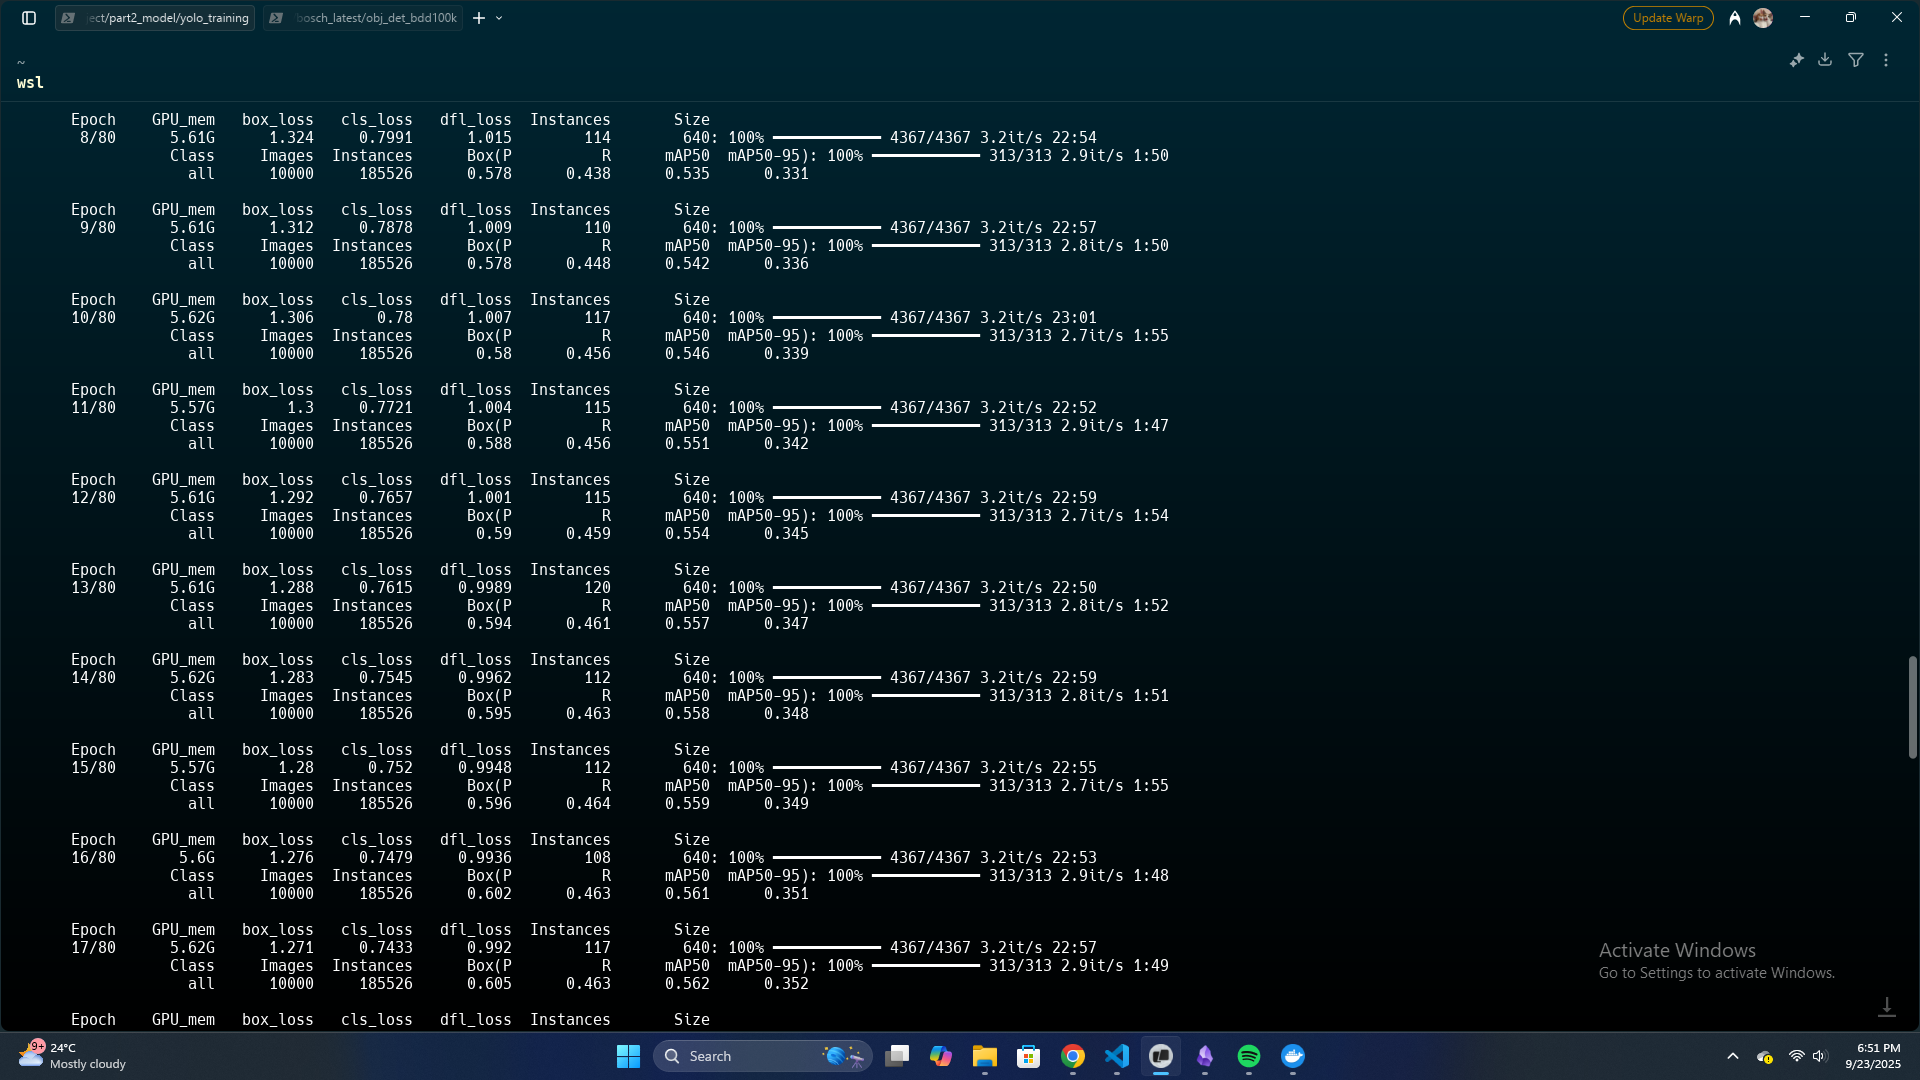 ect/part2_model/yolo_training
bosch_latest/obj_det_bdd100k
Update Warp
~
wsl
Epoch GPU_mem box_loss cls_loss dfl_loss Instances Size
8/80 5.61G 1.324 0.7991 1.015 114 640: 100% ━━━━━━━━━━━━ 4367/4367 3.2it/s 22:54
Class Images Instances Box(P R mAP50 mAP50-95): 100% ━━━━━━━━━━━━ 313/313 2.9it/s 1:50
all 10000 185526 0.578 0.438 0.535 0.331
Epoch GPU_mem box_loss cls_loss dfl_loss Instances Size
9/80 5.61G 1.312 0.7878 1.009 110 640: 100% ━━━━━━━━━━━━ 4367/4367 3.2it/s 22:57
Class Images Instances Box(P R mAP50 mAP50-95): 100% ━━━━━━━━━━━━ 313/313 2.8it/s 1:50
all 10000 185526 0.578 0.448 0.542 0.336
Epoch GPU_mem box_loss cls_loss dfl_loss Instances Size
10/80 5.62G 1.306 0.78 1.007 117 640: 100% ━━━━━━━━━━━━ 4367/4367 3.2it/s 23:01
Class Images Instances Box(P R mAP50 mAP50-95): 100% ━━━━━━━━━━━━ 313/313 2.7it/s 1:55
all 10000 185526 0.58 0.456 0.546 0.339
Epoch GPU_mem box_loss cls_loss dfl_loss Instances Size
11/80 5.57G 1.3 0.7721 1.004 115 640: 100% ━━━━━━━━━━━━ 4367/4367 3.2it/s 22:52
Class Images Instances Box(P R mAP50 mAP50-95): 100% ━━━━━━━━━━━━ 313/313 2.9it/s 1:47
all 10000 185526 0.588 0.456 0.551 0.342
Epoch GPU_mem box_loss cls_loss dfl_loss Instances Size
12/80 5.61G 1.292 0.7657 1.001 115 640: 100% ━━━━━━━━━━━━ 4367/4367 3.2it/s 22:59
Class Images Instances Box(P R mAP50 mAP50-95): 100% ━━━━━━━━━━━━ 313/313 2.7it/s 1:54
all 10000 185526 0.59 0.459 0.554 0.345
Epoch GPU_mem box_loss cls_loss dfl_loss Instances Size
13/80 5.61G 1.288 0.7615 0.9989 120 640: 100% ━━━━━━━━━━━━ 4367/4367 3.2it/s 22:50
Class Images Instances Box(P R mAP50 mAP50-95): 100% ━━━━━━━━━━━━ 313/313 2.8it/s 1:52
all 10000 185526 0.594 0.461 0.557 0.347
Epoch GPU_mem box_loss cls_loss dfl_loss Instances Size
14/80 5.62G 1.283 0.7545 0.9962 112 640: 100% ━━━━━━━━━━━━ 4367/4367 3.2it/s 22:59
Class Images Instances Box(P R mAP50 mAP50-95): 100% ━━━━━━━━━━━━ 313/313 2.8it/s 1:51
all 10000 185526 0.595 0.463 0.558 0.348
Epoch GPU_mem box_loss cls_loss dfl_loss Instances Size
15/80 5.57G 1.28 0.752 0.9948 112 640: 100% ━━━━━━━━━━━━ 4367/4367 3.2it/s 22:55
Class Images Instances Box(P R mAP50 mAP50-95): 100% ━━━━━━━━━━━━ 313/313 2.7it/s 1:55
all 10000 185526 0.596 0.464 0.559 0.349
Epoch GPU_mem box_loss cls_loss dfl_loss Instances Size
16/80 5.6G 1.276 0.7479 0.9936 108 640: 100% ━━━━━━━━━━━━ 4367/4367 3.2it/s 22:53
Class Images Instances Box(P R mAP50 mAP50-95): 100% ━━━━━━━━━━━━ 313/313 2.9it/s 1:48
all 10000 185526 0.602 0.463 0.561 0.351
Epoch GPU_mem box_loss cls_loss dfl_loss Instances Size
17/80 5.62G 1.271 0.7433 0.992 117 640: 100% ━━━━━━━━━━━━ 4367/4367 3.2it/s 22:57
Class Images Instances Box(P R mAP50 mAP50-95): 100% ━━━━━━━━━━━━ 313/313 2.9it/s 1:49
all 10000 185526 0.605 0.463 0.562 0.352
Epoch GPU_mem box_loss cls_loss dfl_loss Instances Size
Activate Windows
Go to Settings to activate Windows.
9+
24°C
Mostly cloudy
Search
6:51 PM
9/23/2025